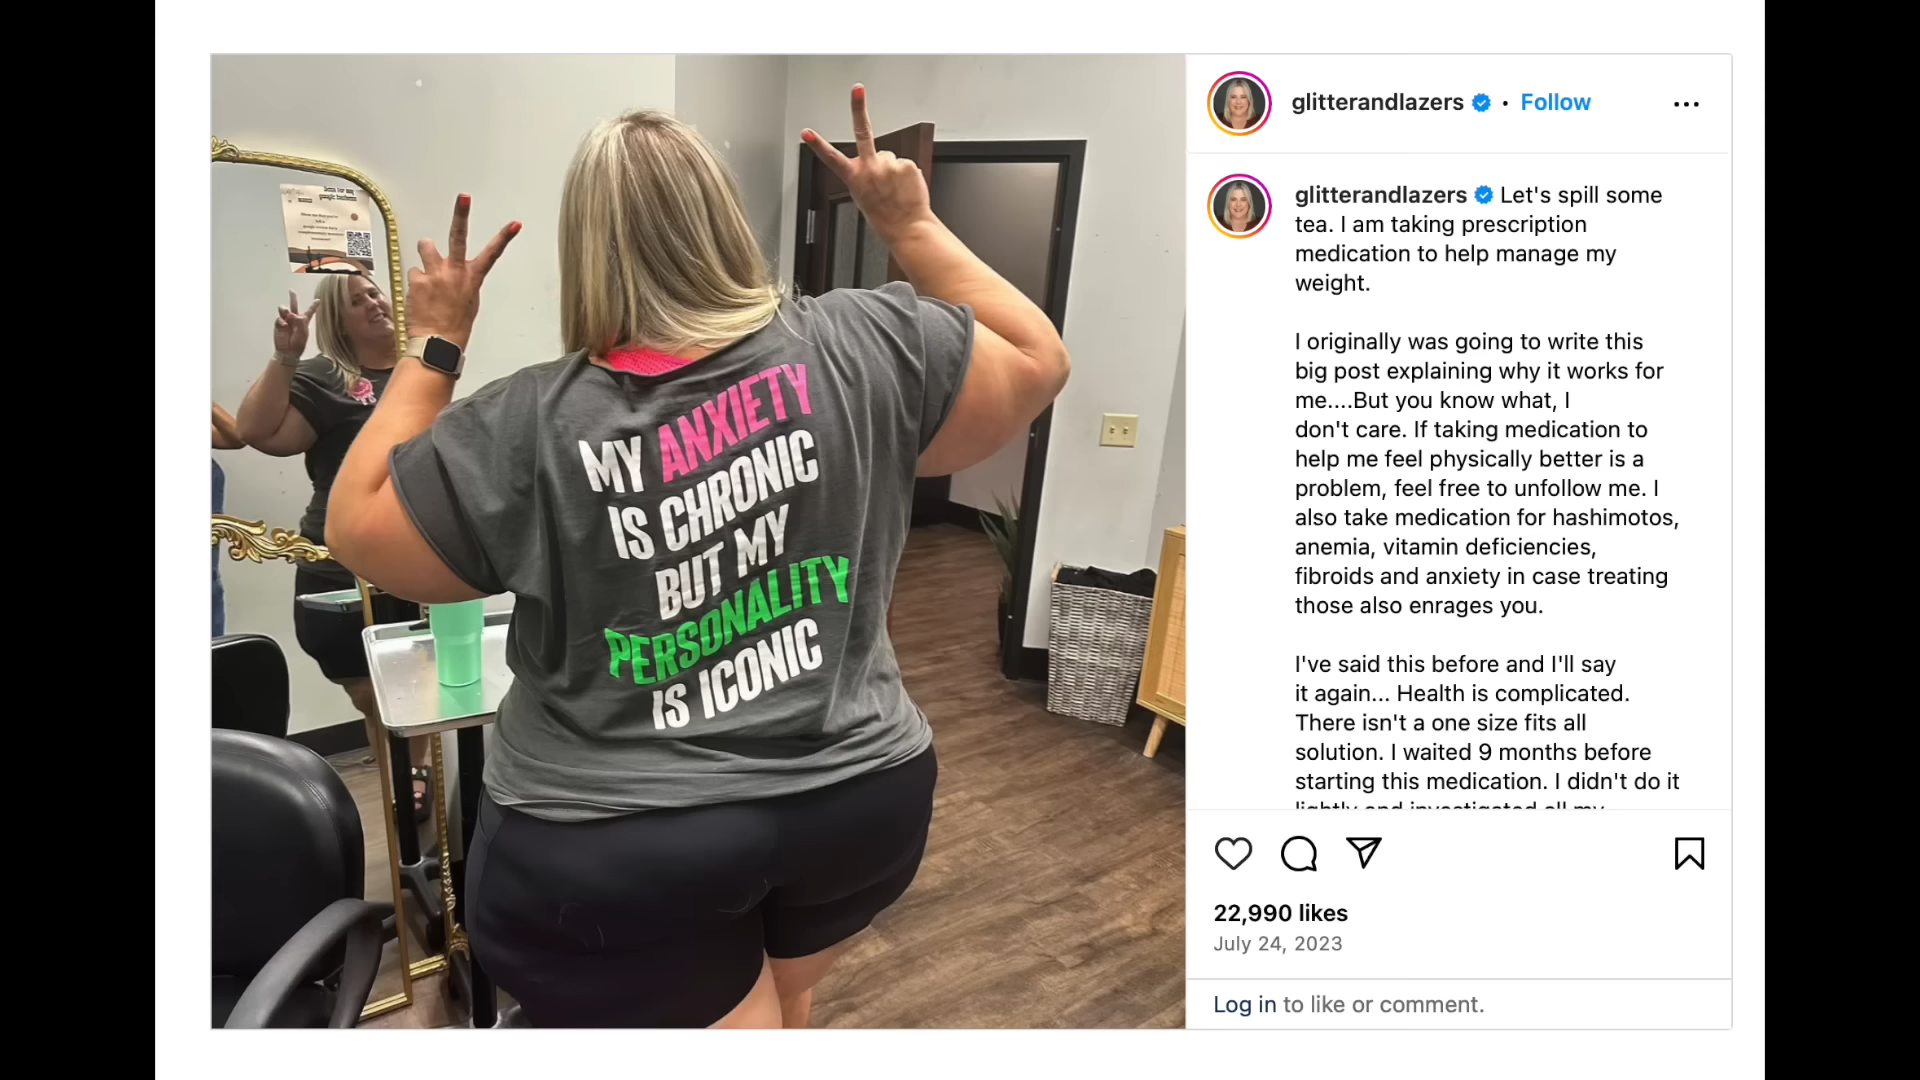 MY ANXIETY
IS CHRONIC
BUT MY
PERSONALITY
IS ICONIC
glitterandlazers • Follow
glitterandlazers Let's spill some
tea. I am taking prescription
medication to help manage my
weight.
I originally was going to write this
big post explaining why it works for
me....But you know what, I
don't care. If taking medication to
help me feel physically better is a
problem, feel free to unfollow me. I
also take medication for hashimotos,
anemia, vitamin deficiencies,
fibroids and anxiety in case treating
those also enrages you.
I've said this before and I'll say
it again... Health is complicated.
There isn't a one size fits all
solution. I waited 9 months before
starting this medication. I didn't do it
lightly and investigated all my
22,990 likes
July 24, 2023
Log in to like or comment.